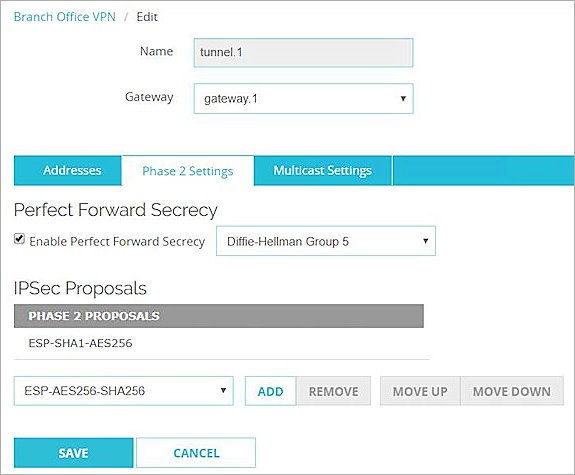 Branch Office VPN / Edit
Name tunnel.1
Gateway gateway.1
Addresses Phase 2 Settings Multicast Settings
Perfect Forward Secrecy
Enable Perfect Forward Secrecy Diffie-Hellman Group 5
IPSec Proposals
PHASE 2 PROPOSALS
ESP-SHA1-AES256
ESP-AES256-SHA256 ADD REMOVE MOVE UP MOVE DOWN
SAVE CANCEL